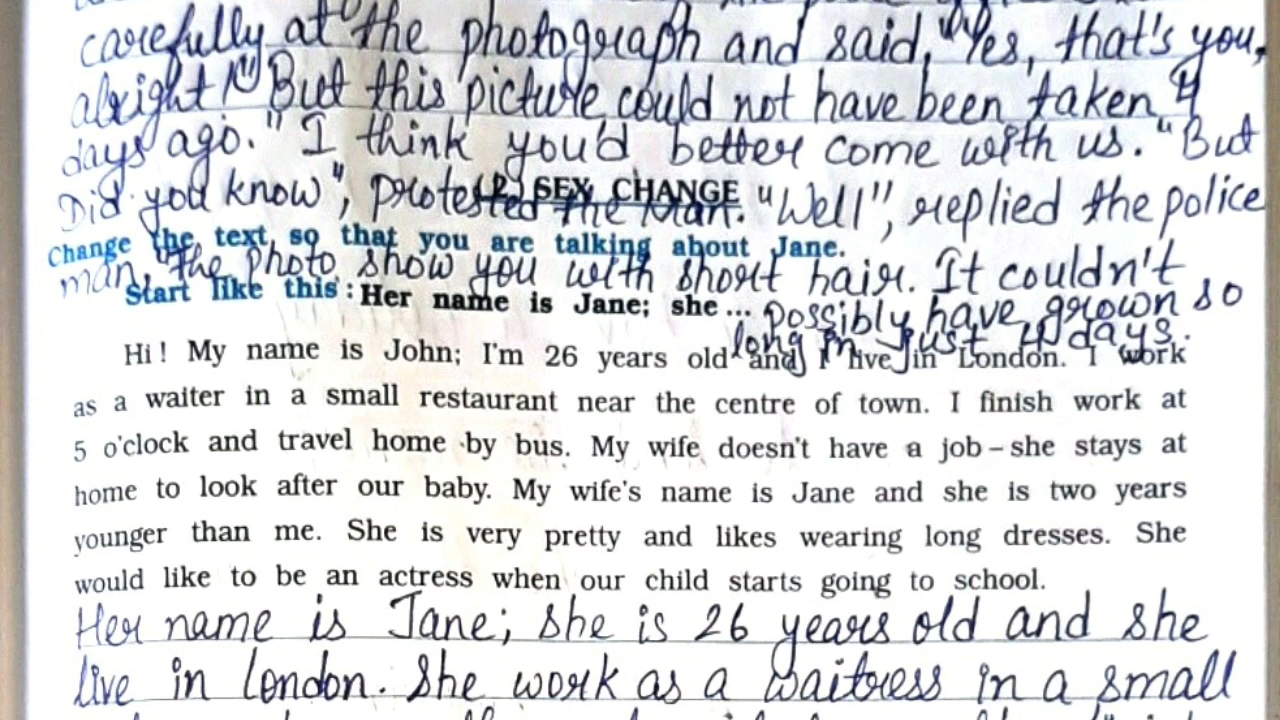 carefully at the photograph and said, "Yes, that's you,
alright!" But this picture could not have been taken 4
days ago." "I think you'd better come with us. "But
Did you know", protested the Man. "Well", replied the police
2. SEX CHANGE
Change the text so that you are talking about Jane.
man, "the photo show you with short hair. It couldn't
possibly have grown so
long in just 4 days.
Start like this: Her name is Jane; she ...
Hi! My name is John; I'm 26 years old and I live in London. I work
as a waiter in a small restaurant near the centre of town. I finish work at
5 o'clock and travel home by bus. My wife doesn't have a job – she stays at
home to look after our baby. My wife's name is Jane and she is two years
younger than me. She is very pretty and likes wearing long dresses. She
would like to be an actress when our child starts going to school.
Her name is Jane; she is 26 years old and she
live in london. She work as a waitress in a small